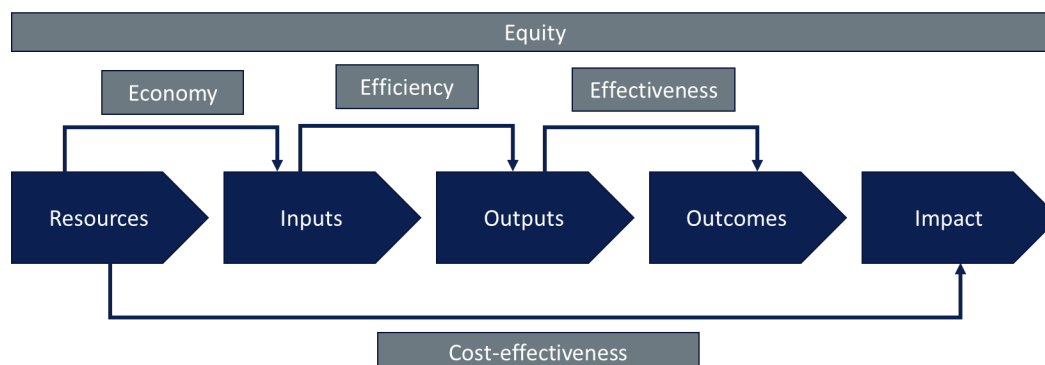 Equity
Economy
Efficiency
Effectiveness
Resources
Inputs
Outputs
Outcomes
Impact
Cost-effectiveness